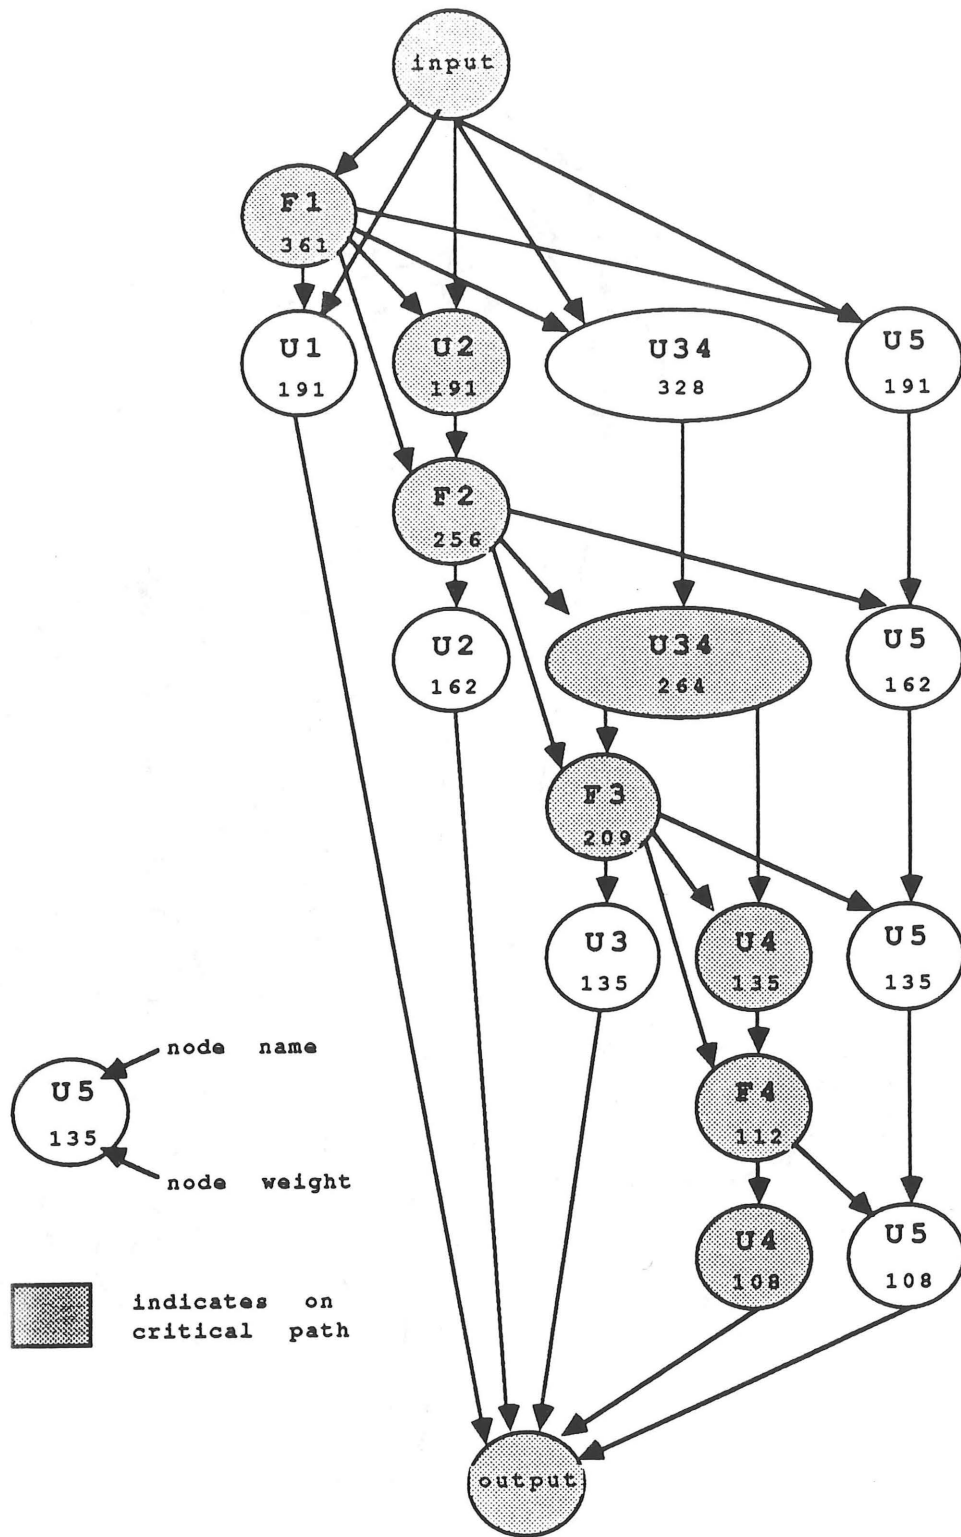 input
F1
361
U1
191
U2
191
U34
328
U5
191
F2
256
U2
162
U34
264
U5
162
F3
209
U3
135
U4
135
U5
135
node name
U5
135
node weight
F4
112
U4
108
U5
108
indicates on
critical path
output